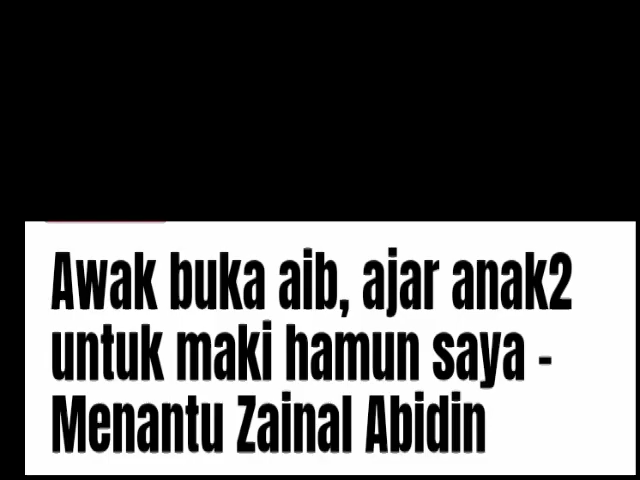 Awak buka aib, ajar anak2
untuk maki hamun saya -
Menantu Zainal Abidin